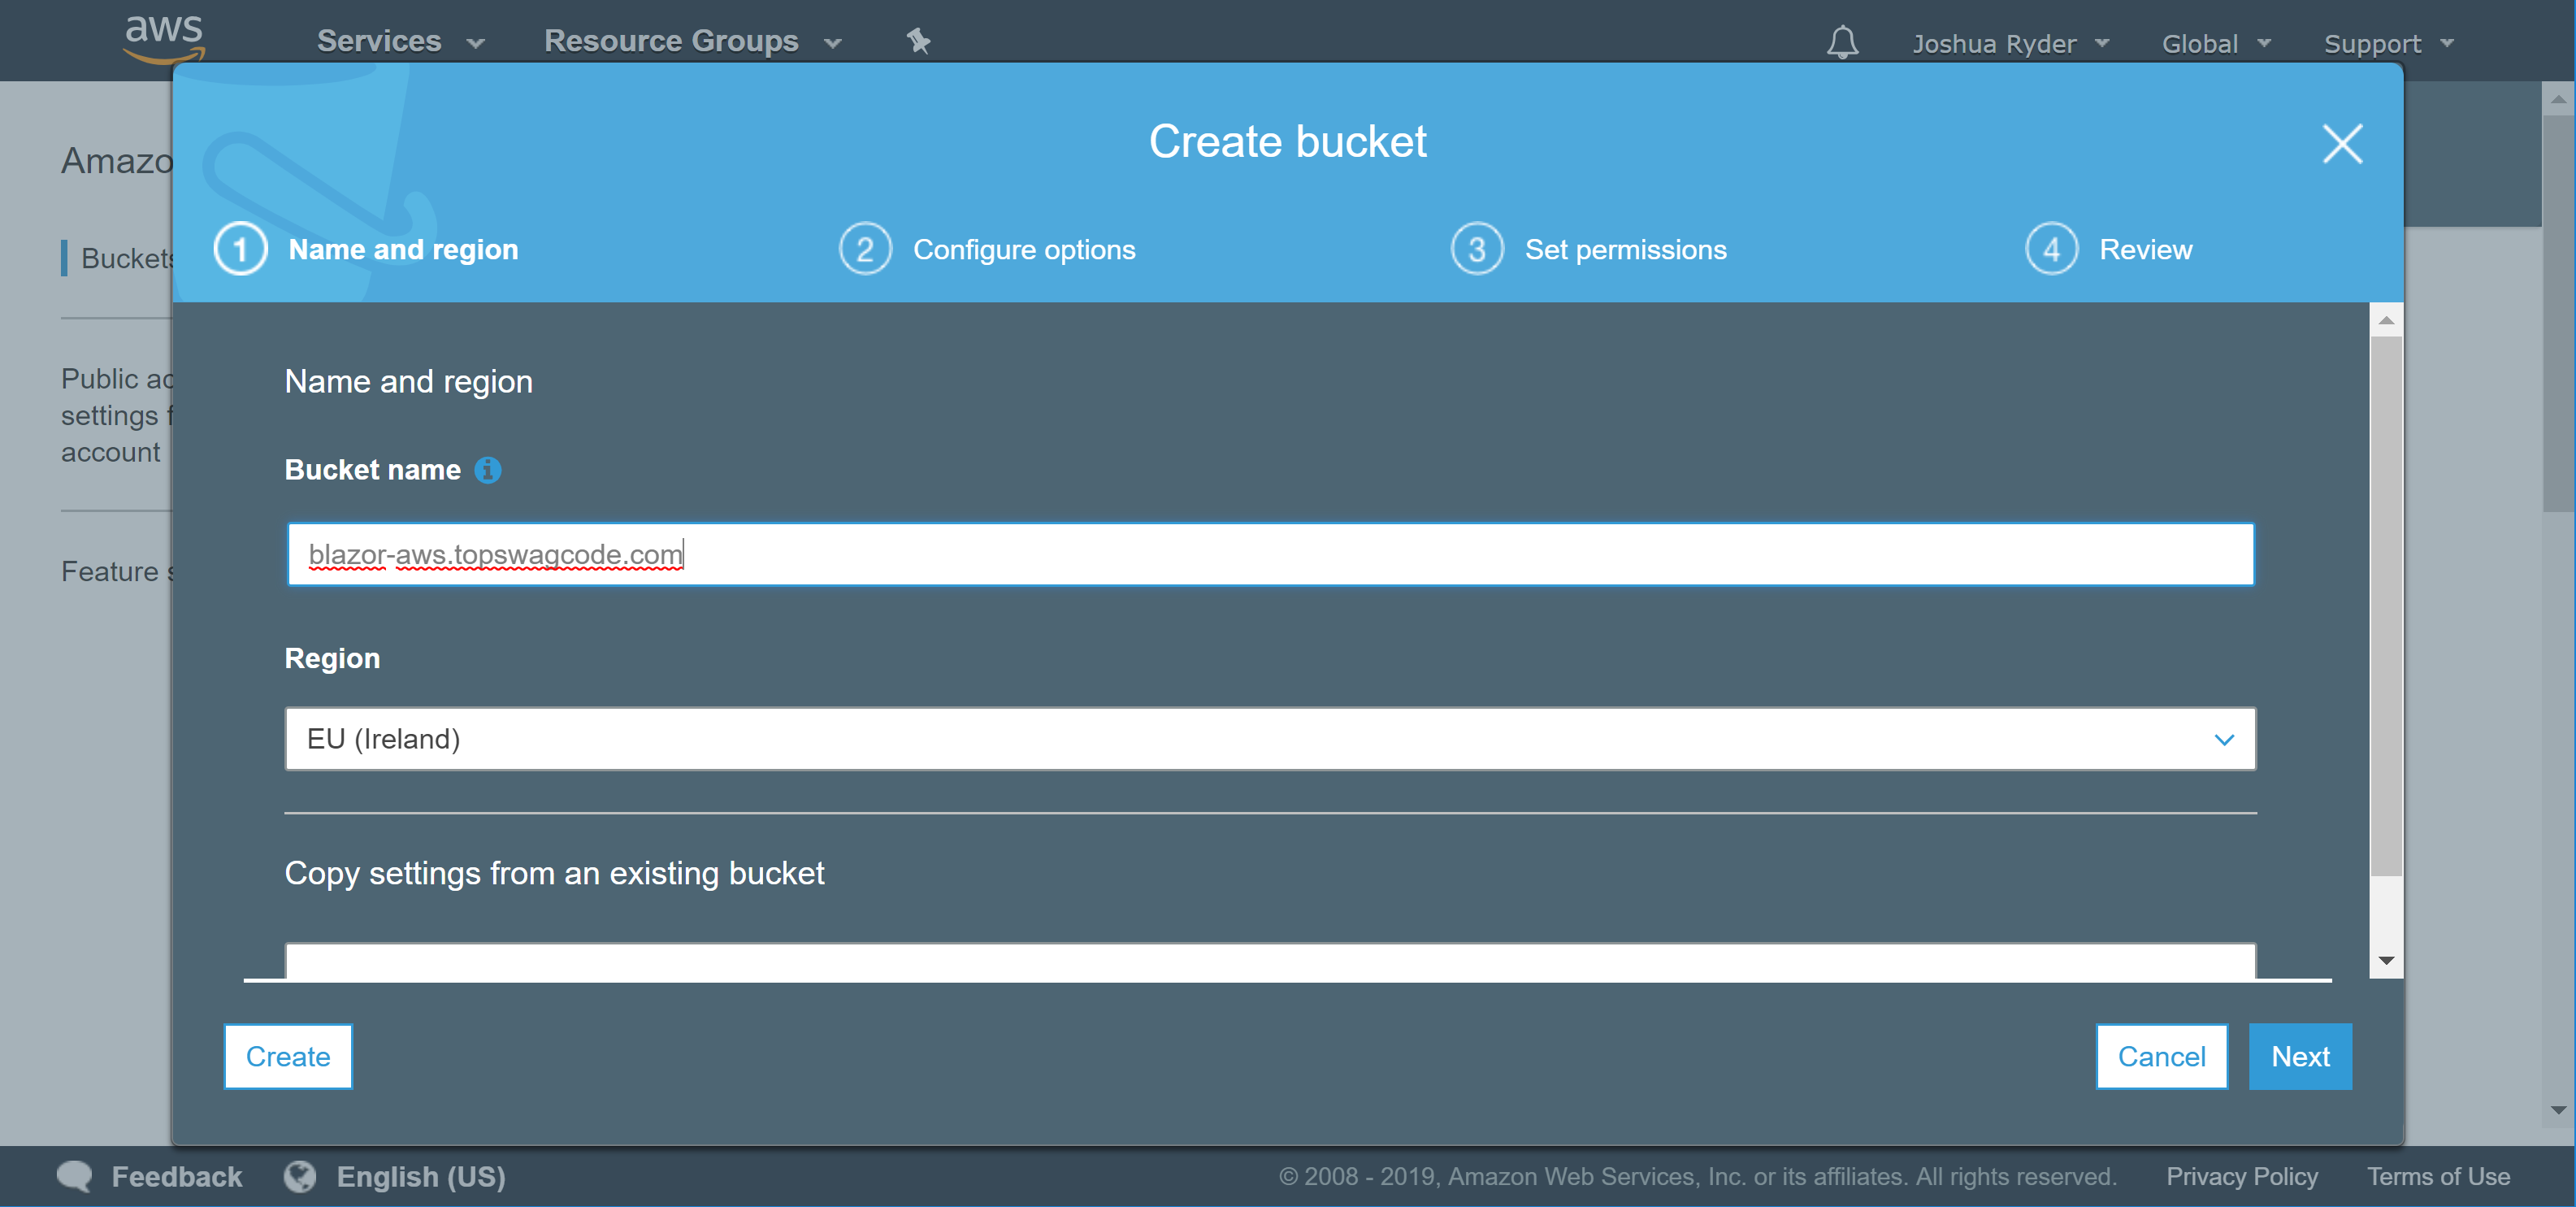 aws
Services
Resource Groups
Joshua Ryder
Global
Support
Amazo
Buckets
Public ac
settings f
account
Feature s
Create bucket
1 Name and region
2 Configure options
3 Set permissions
4 Review
Name and region
Bucket name
blazor-aws.topswagcode.com
Region
EU (Ireland)
Copy settings from an existing bucket
Create
Cancel
Next
Feedback
English (US)
© 2008 - 2019, Amazon Web Services, Inc. or its affiliates. All rights reserved.
Privacy Policy
Terms of Use